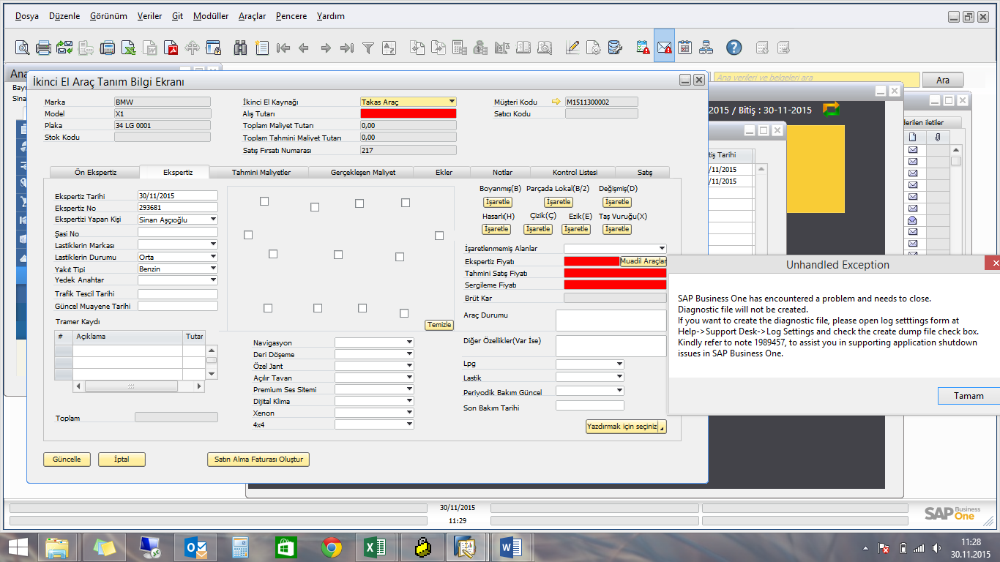 Dosya Düzenle Görünüm Veriler Git Modüller Araçlar Pencere Yardım
Ana
Ana verileri ve belgeleri ara
Ara
İkinci El Araç Tanım Bilgi Ekranı
2015 / Bitiş : 30-11-2015
Marka BMW İkinci El Kaynağı Takas Araç Müşteri Kodu M1511300002
Model X1 Alış Tutarı Satıcı Kodu
Plaka 34 LG 0001 Toplam Maliyet Tutarı 0,00
Stok Kodu Toplam Tahmini Maliyet Tutarı 0,00
Satış Fırsatı Numarası 217
erilen iletiler
tiş Tarihi
/11/2015
/11/2015
Ön Ekspertiz Ekspertiz Tahmini Maliyetler Gerçekleşen Maliyet Ekler Notlar Kontrol Listesi Satış
Ekspertiz Tarihi 30/11/2015
Ekspertiz No 293681
Ekspertizi Yapan Kişi Sinan Aşçıoğlu
Şasi No
Lastiklerin Markası
Lastiklerin Durumu Orta
Yakıt Tipi Benzin
Yedek Anahtar
Trafik Tescil Tarihi
Güncel Muayene Tarihi
Tramer Kaydı
# Açıklama Tutar
Toplam
Temizle
Navigasyon
Deri Döşeme
Özel Jant
Açılır Tavan
Premium Ses Sitemi
Dijital Klima
Xenon
4x4
Boyanmış(B) Parçada Lokal(B/2) Değişmiş(D)
İşaretle İşaretle İşaretle
Hasarlı(H) Çizik(Ç) Ezik(E) Taş Vuruğu(X)
İşaretle İşaretle İşaretle İşaretle
İşaretlenmemiş Alanlar
Ekspertiz Fiyatı Muadil Araçlar
Tahmini Satış Fiyatı
Sergileme Fiyatı
Brüt Kar
Araç Durumu
Diğer Özellikler(Var İse)
Lpg
Lastik
Periyodik Bakım Güncel
Son Bakım Tarihi
Yazdırmak için seçiniz
Güncelle İptal Satın Alma Faturası Oluştur
Unhandled Exception
SAP Business One has encountered a problem and needs to close.
Diagnostic file will not be created.
If you want to create the diagnostic file, please open log setttings form at
Help->Support Desk->Log Settings and check the create dump file check box.
Kindly refer to note 1989457, to assist you in supporting application shutdown
issues in SAP Business One.
Tamam
30/11/2015
11:29
SAP Business One
11:28
30.11.2015